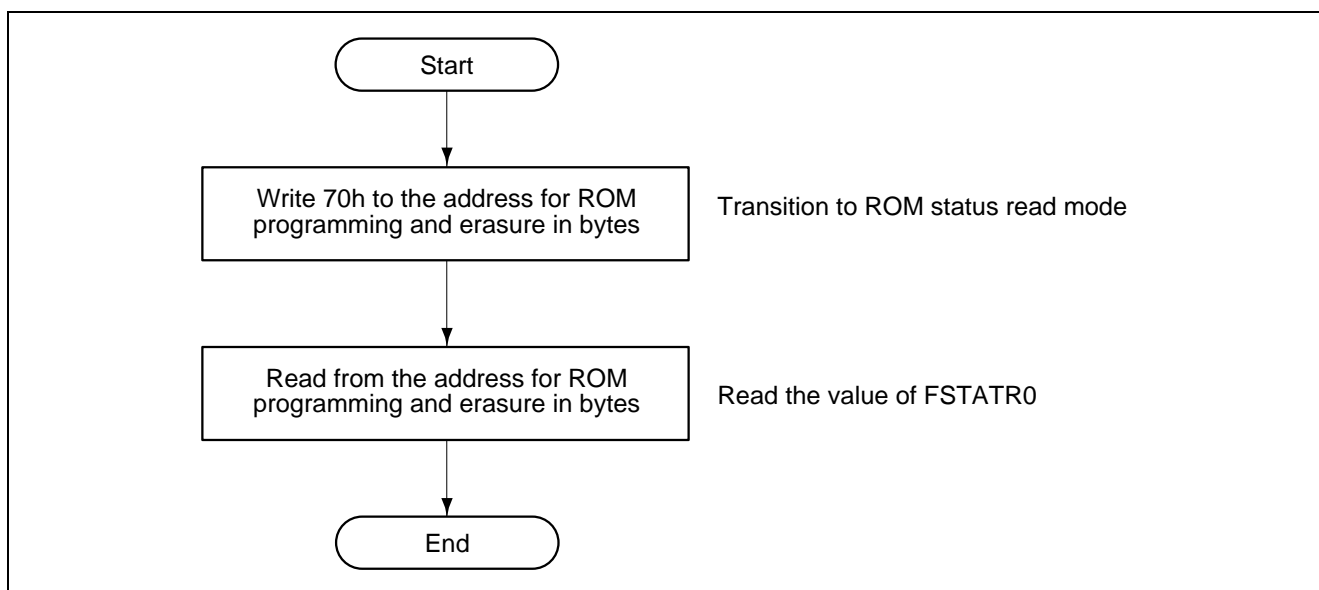 Start
Write 70h to the address for ROM
programming and erasure in bytes
Transition to ROM status read mode
Read from the address for ROM
programming and erasure in bytes
Read the value of FSTATR0
End